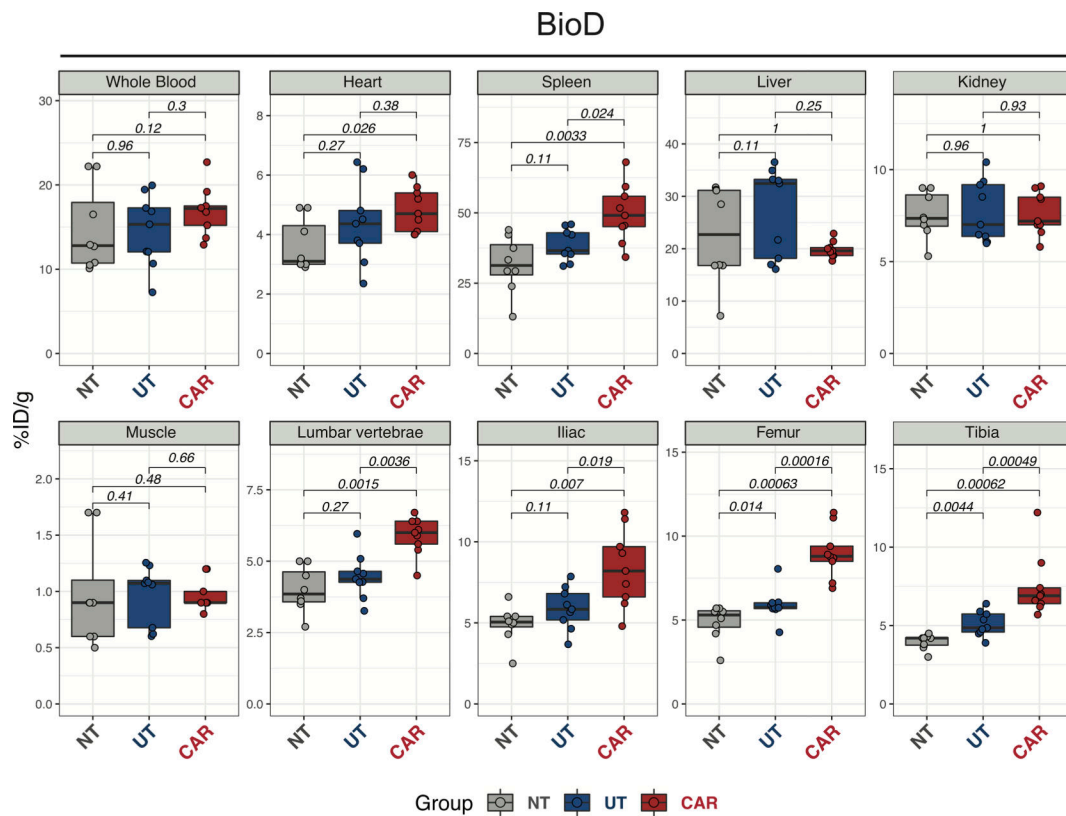 BioD
Whole Blood Heart Spleen Liver Kidney
30 20 10 0
0.3 0.12 0.96
8 6 4 2 0
0.38 0.026 0.27
75 50 25 0
0.024 0.0033 0.11
40 30 20 10 0
0.25 1 0.11
10 5 0
0.93 1 0.96
NT UT CAR NT UT CAR NT UT CAR NT UT CAR NT UT CAR
%ID/g
Muscle Lumbar vertebrae Iliac Femur Tibia
2.0 1.5 1.0 0.5 0.0
0.66 0.48 0.41
7.5 5.0 2.5 0.0
0.0036 0.0015 0.27
15 10 5 0
0.019 0.007 0.11
15 10 5 0
0.00016 0.00063 0.014
15 10 5 0
0.00049 0.00062 0.0044
NT UT CAR NT UT CAR NT UT CAR NT UT CAR NT UT CAR
Group NT UT CAR